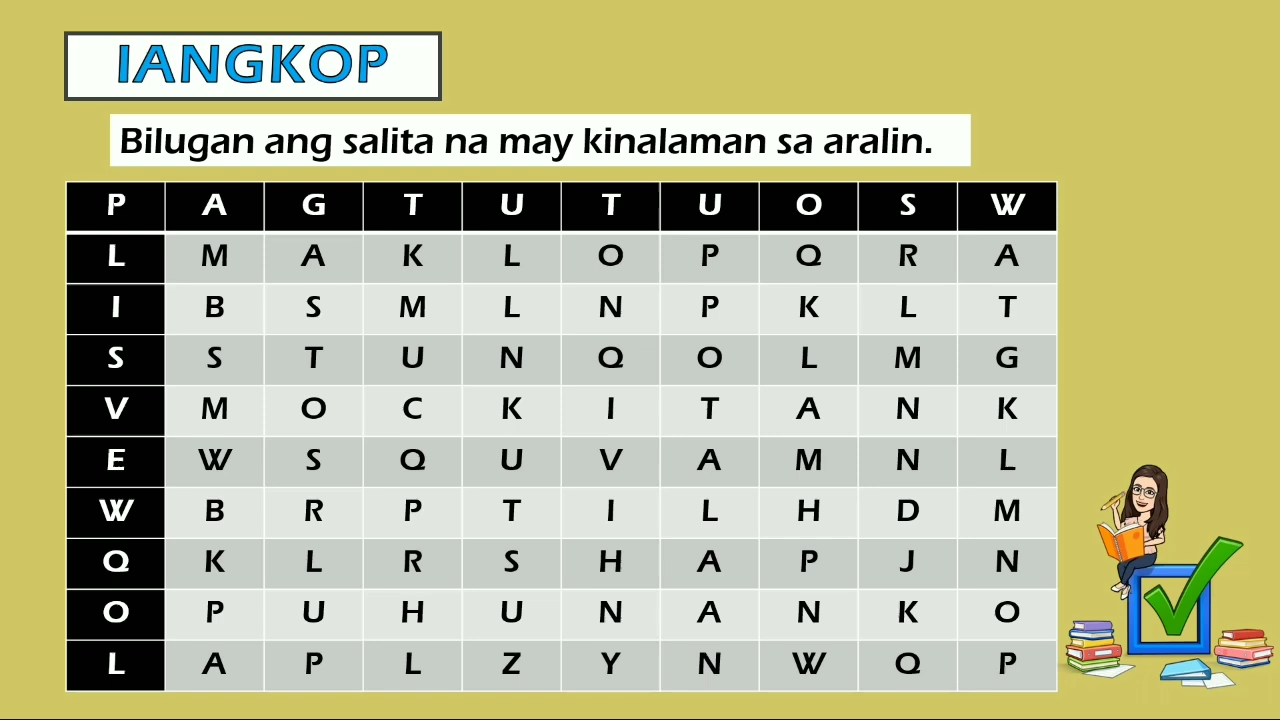 IANGKOP
Bilugan ang salita na may kinalaman sa aralin.
P A G T U T U O S W
L M A K L O P Q R A
I B S M L N P K L T
S S T U N Q O L M G
V M O C K I T A N K
E W S Q U V A M N L
W B R P T I L H D M
Q K L R S H A P J N
O P U H U N A N K O
L A P L Z Y N W Q P